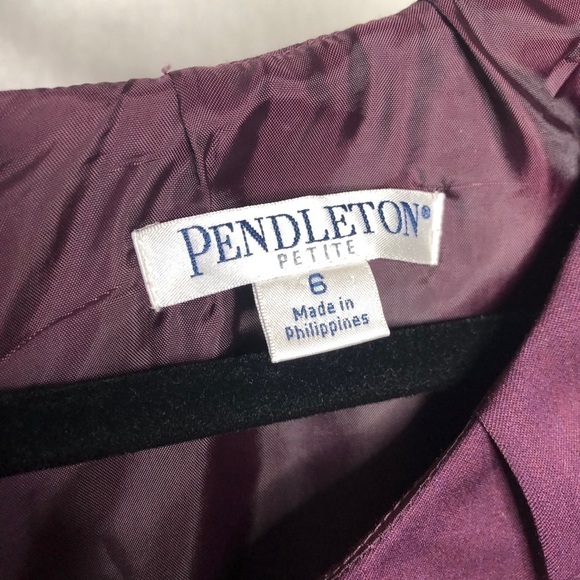 PENDLETON®
PETITE
6
Made in
Philippines